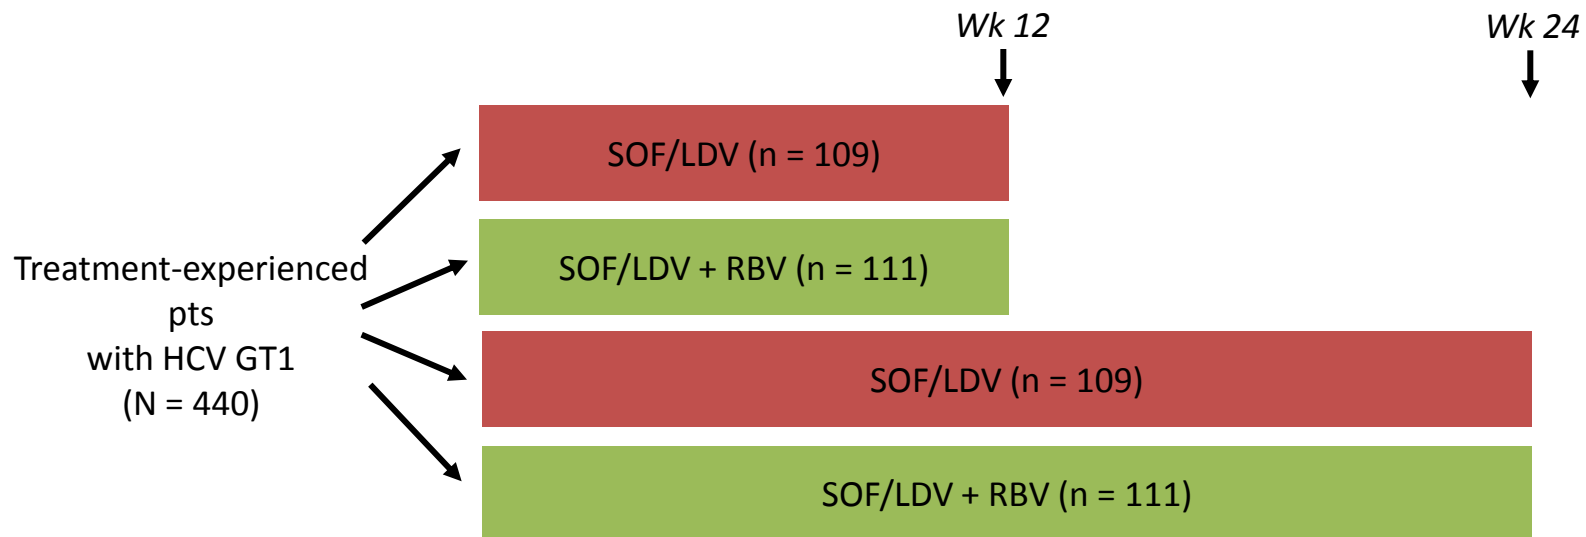 Wk 12
Wk 24
SOF/LDV (n = 109)
SOF/LDV + RBV (n = 111)
Treatment-experienced
pts
with HCV GT1
(N = 440)
SOF/LDV (n = 109)
SOF/LDV + RBV (n = 111)